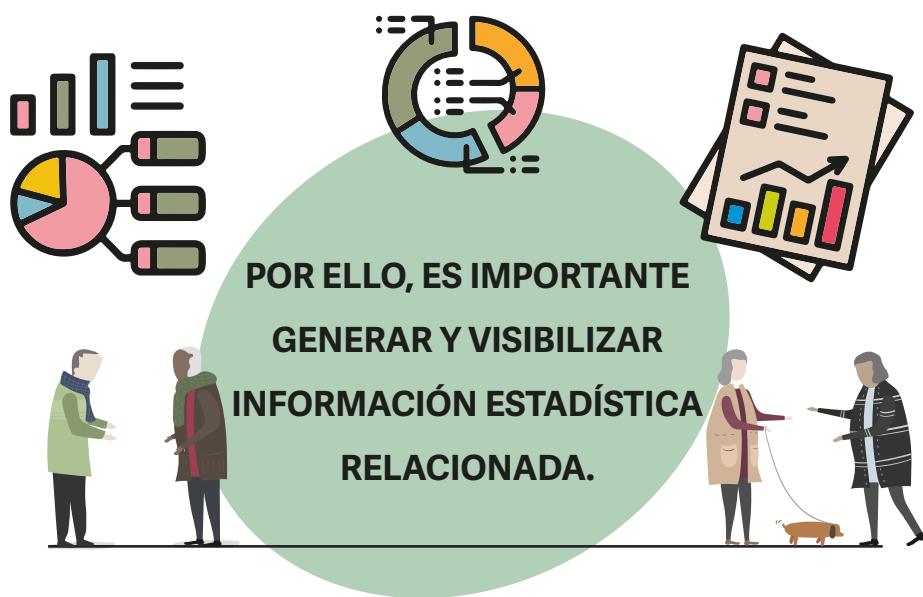 POR ELLO, ES IMPORTANTE
GENERAR Y VISIBILIZAR
INFORMACIÓN ESTADÍSTICA
RELACIONADA.